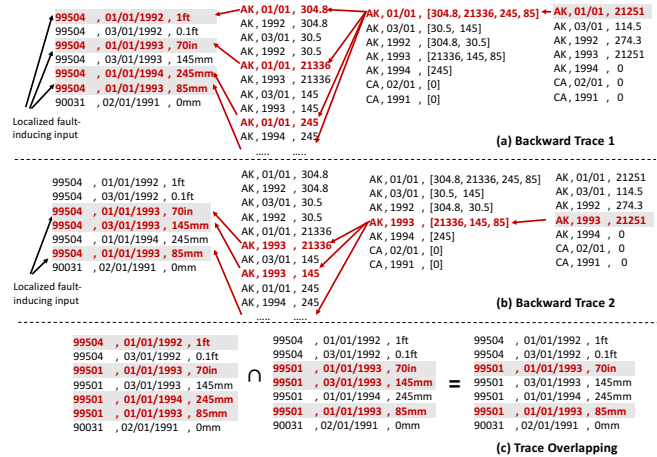 99504 , 01/01/1992 , 1ft
99504 , 03/01/1992 , 0.1ft
99504 , 01/01/1993 , 70in
99504 , 03/01/1993 , 145mm
99504 , 01/01/1994 , 245mm
99504 , 01/01/1993 , 85mm
90031 , 02/01/1991 , 0mm
Localized fault-
inducing input
AK, 01/01, 304.8
AK, 1992, 304.8
AK, 03/01, 30.5
AK, 1992, 30.5
AK, 01/01, 21336
AK, 1993, 21336
AK, 03/01, 145
AK, 1993, 145
AK, 01/01, 245
AK, 1994, 245
..... .....
AK, 01/01, [304.8, 21336, 245, 85]
AK, 03/01, [30.5, 145]
AK, 1992, [304.8, 30.5]
AK, 1993, [21336, 145, 85]
AK, 1994, [245]
CA, 02/01, [0]
CA, 1991, [0]
AK, 01/01, 21251
AK, 03/01, 114.5
AK, 1992, 274.3
AK, 1993, 21251
AK, 1994, 0
CA, 02/01, 0
CA, 1991, 0
(a) Backward Trace 1
99504 , 01/01/1992 , 1ft
99504 , 03/01/1992 , 0.1ft
99504 , 01/01/1993 , 70in
99504 , 03/01/1993 , 145mm
99504 , 01/01/1994 , 245mm
99504 , 01/01/1993 , 85mm
90031 , 02/01/1991 , 0mm
Localized fault-
inducing input
AK, 01/01, 304.8
AK, 1992, 304.8
AK, 03/01, 30.5
AK, 1992, 30.5
AK, 01/01, 21336
AK, 1993, 21336
AK, 03/01, 145
AK, 1993, 145
AK, 01/01, 245
AK, 1994, 245
..... .....
AK, 01/01, [304.8, 21336, 245, 85]
AK, 03/01, [30.5, 145]
AK, 1992, [304.8, 30.5]
AK, 1993, [21336, 145, 85]
AK, 1994, [245]
CA, 02/01, [0]
CA, 1991, [0]
AK, 01/01, 21251
AK, 03/01, 114.5
AK, 1992, 274.3
AK, 1993, 21251
AK, 1994, 0
CA, 02/01, 0
CA, 1991, 0
(b) Backward Trace 2
99504 , 01/01/1992 , 1ft
99504 , 03/01/1992 , 0.1ft
99501 , 01/01/1993 , 70in
99501 , 03/01/1993 , 145mm
99501 , 01/01/1994 , 245mm
99501 , 01/01/1993 , 85mm
90031 , 02/01/1991 , 0mm
∩
99504 , 01/01/1992 , 1ft
99504 , 03/01/1992 , 0.1ft
99501 , 01/01/1993 , 70in
99501 , 03/01/1993 , 145mm
99501 , 01/01/1994 , 245mm
99501 , 01/01/1993 , 85mm
90031 , 02/01/1991 , 0mm
=
99504 , 01/01/1992 , 1ft
99504 , 03/01/1992 , 0.1ft
99501 , 01/01/1993 , 70in
99501 , 03/01/1993 , 145mm
99501 , 01/01/1994 , 245mm
99501 , 01/01/1993 , 85mm
90031 , 02/01/1991 , 0mm
(c) Trace Overlapping